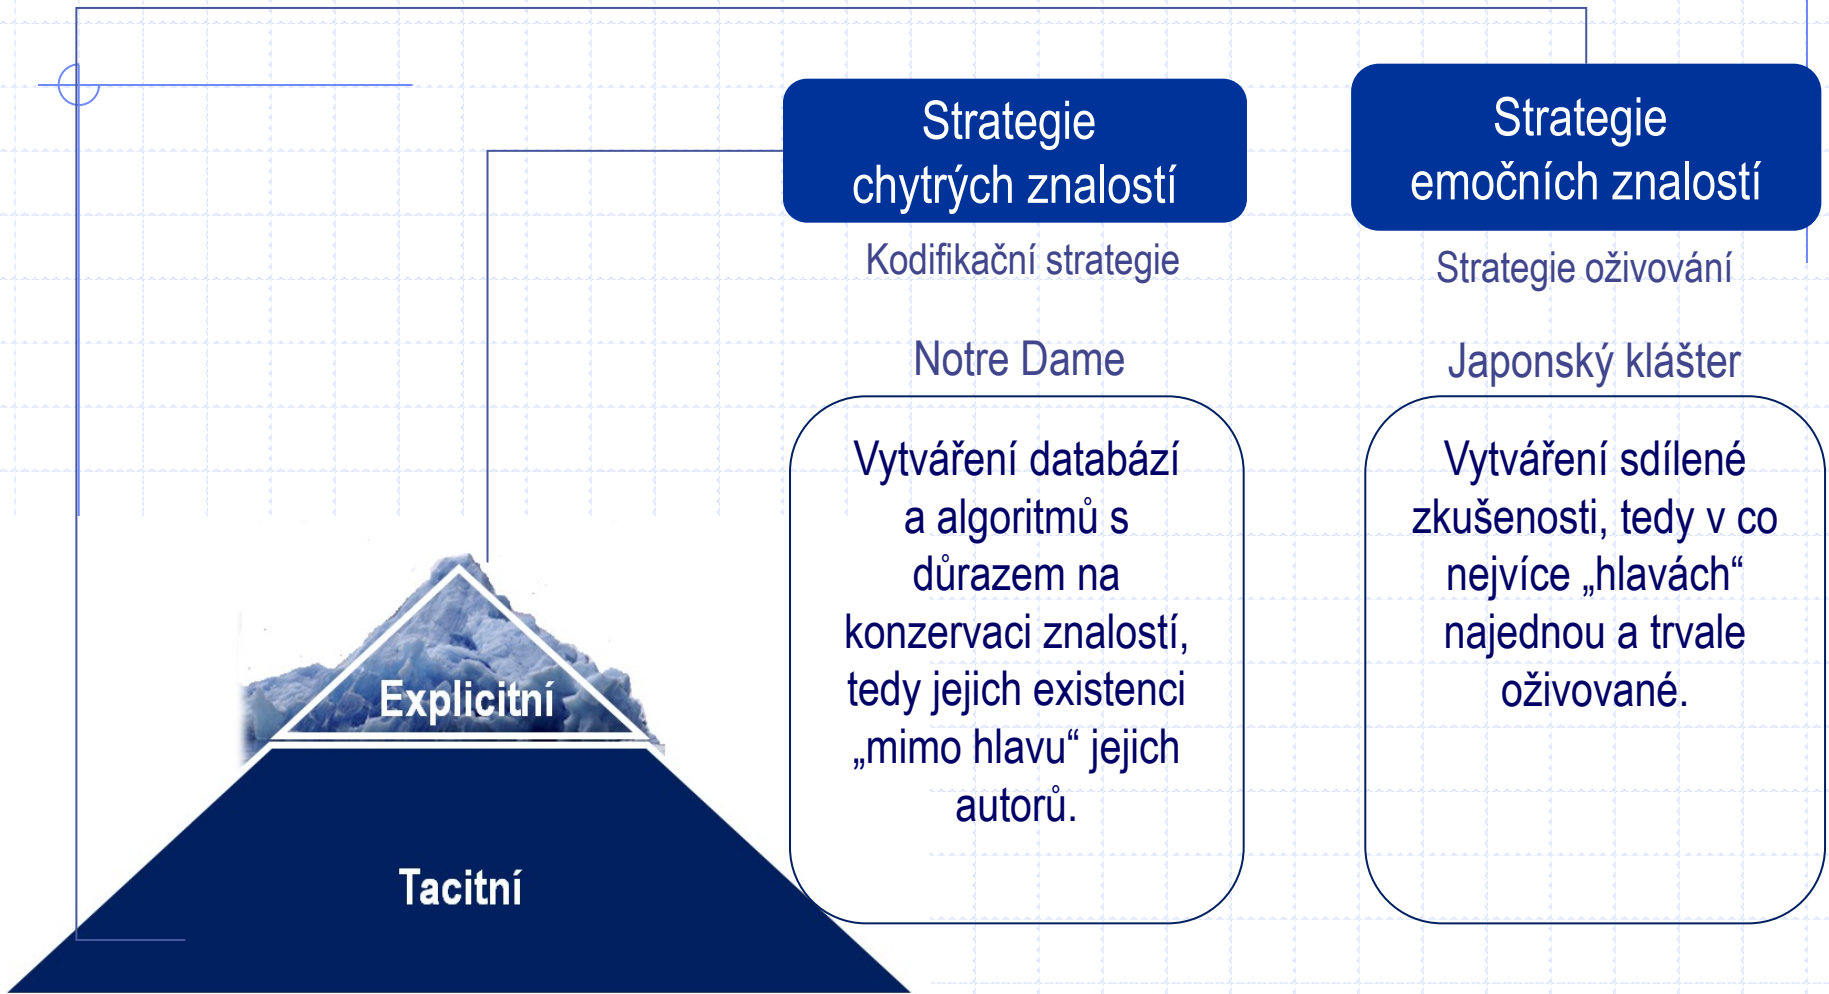 Strategie
chytrých znalostí
Kodifikační strategie
Notre Dame
Vytváření databází
a algoritmů s
důrazem na
konzervaci znalostí,
tedy jejich existenci
„mimo hlavu“ jejich
autorů.
Strategie
emočních znalostí
Strategie oživování
Japonský klášter
Vytváření sdílené
zkušenosti, tedy v co
nejvíce „hlavách“
najednou a trvale
oživované.
Explicitní
Tacitní